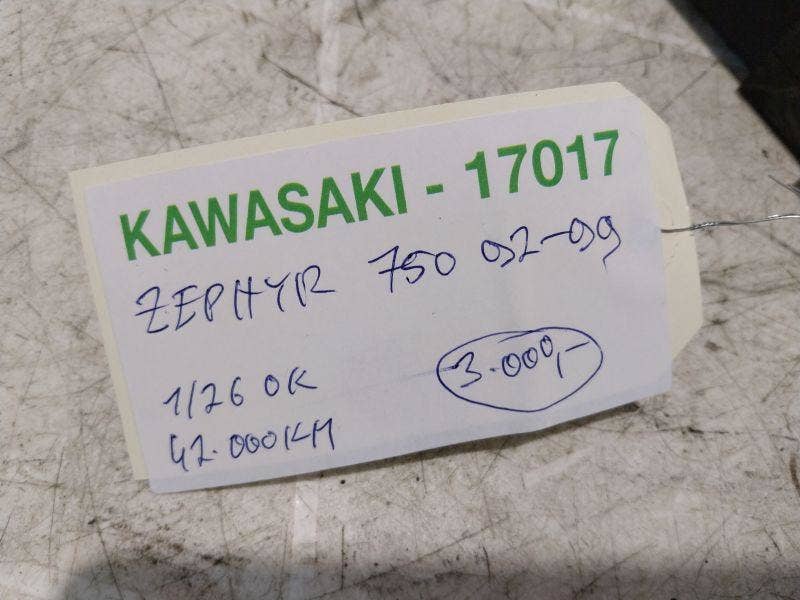 KAWASAKI - 17017
ZEPHYR 750 92-99
1/26 OK
3.000,-
42.000KM